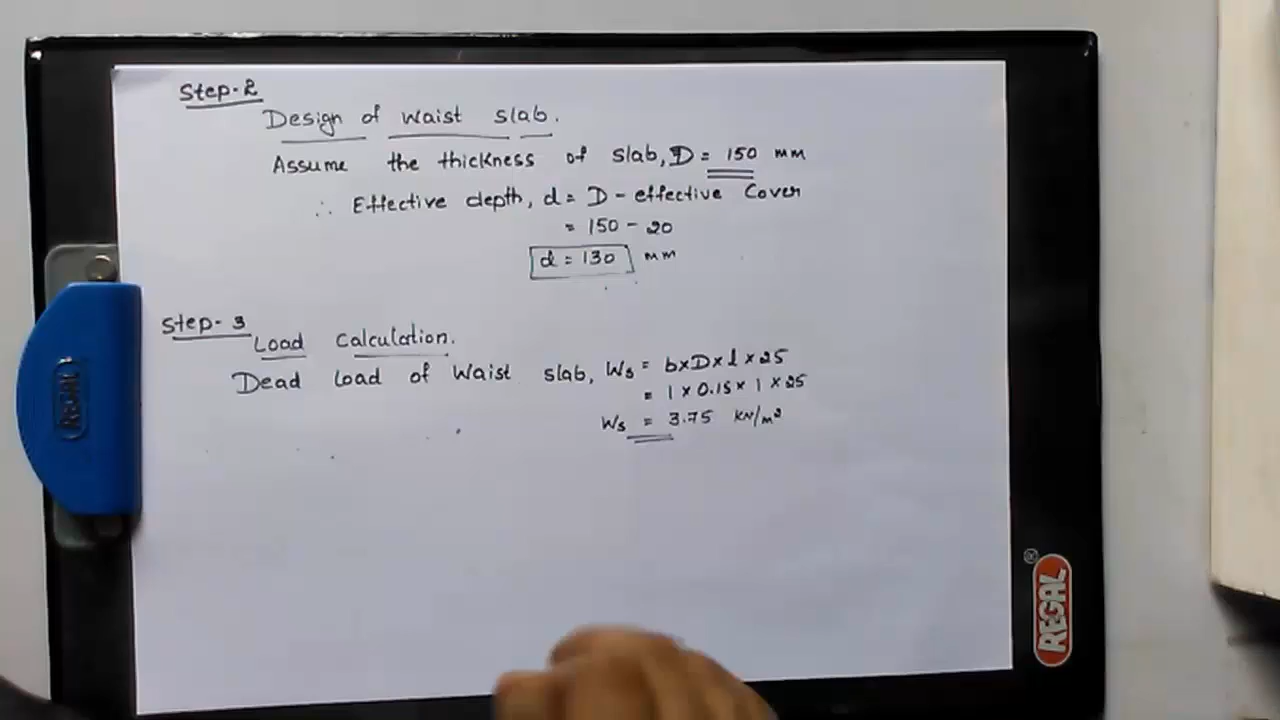 Step-2
Design of waist slab.
Assume the thickness of slab, D = 150 mm
∴ Effective depth, d = D - effective Cover
= 150 - 20
d = 130 mm
Step-3
Load Calculation.
Dead Load of Waist slab, Ws = b×D×l×25
= 1 × 0.15 × 1 × 25
Ws = 3.75 kN/m²
REGAL
REGAL ®